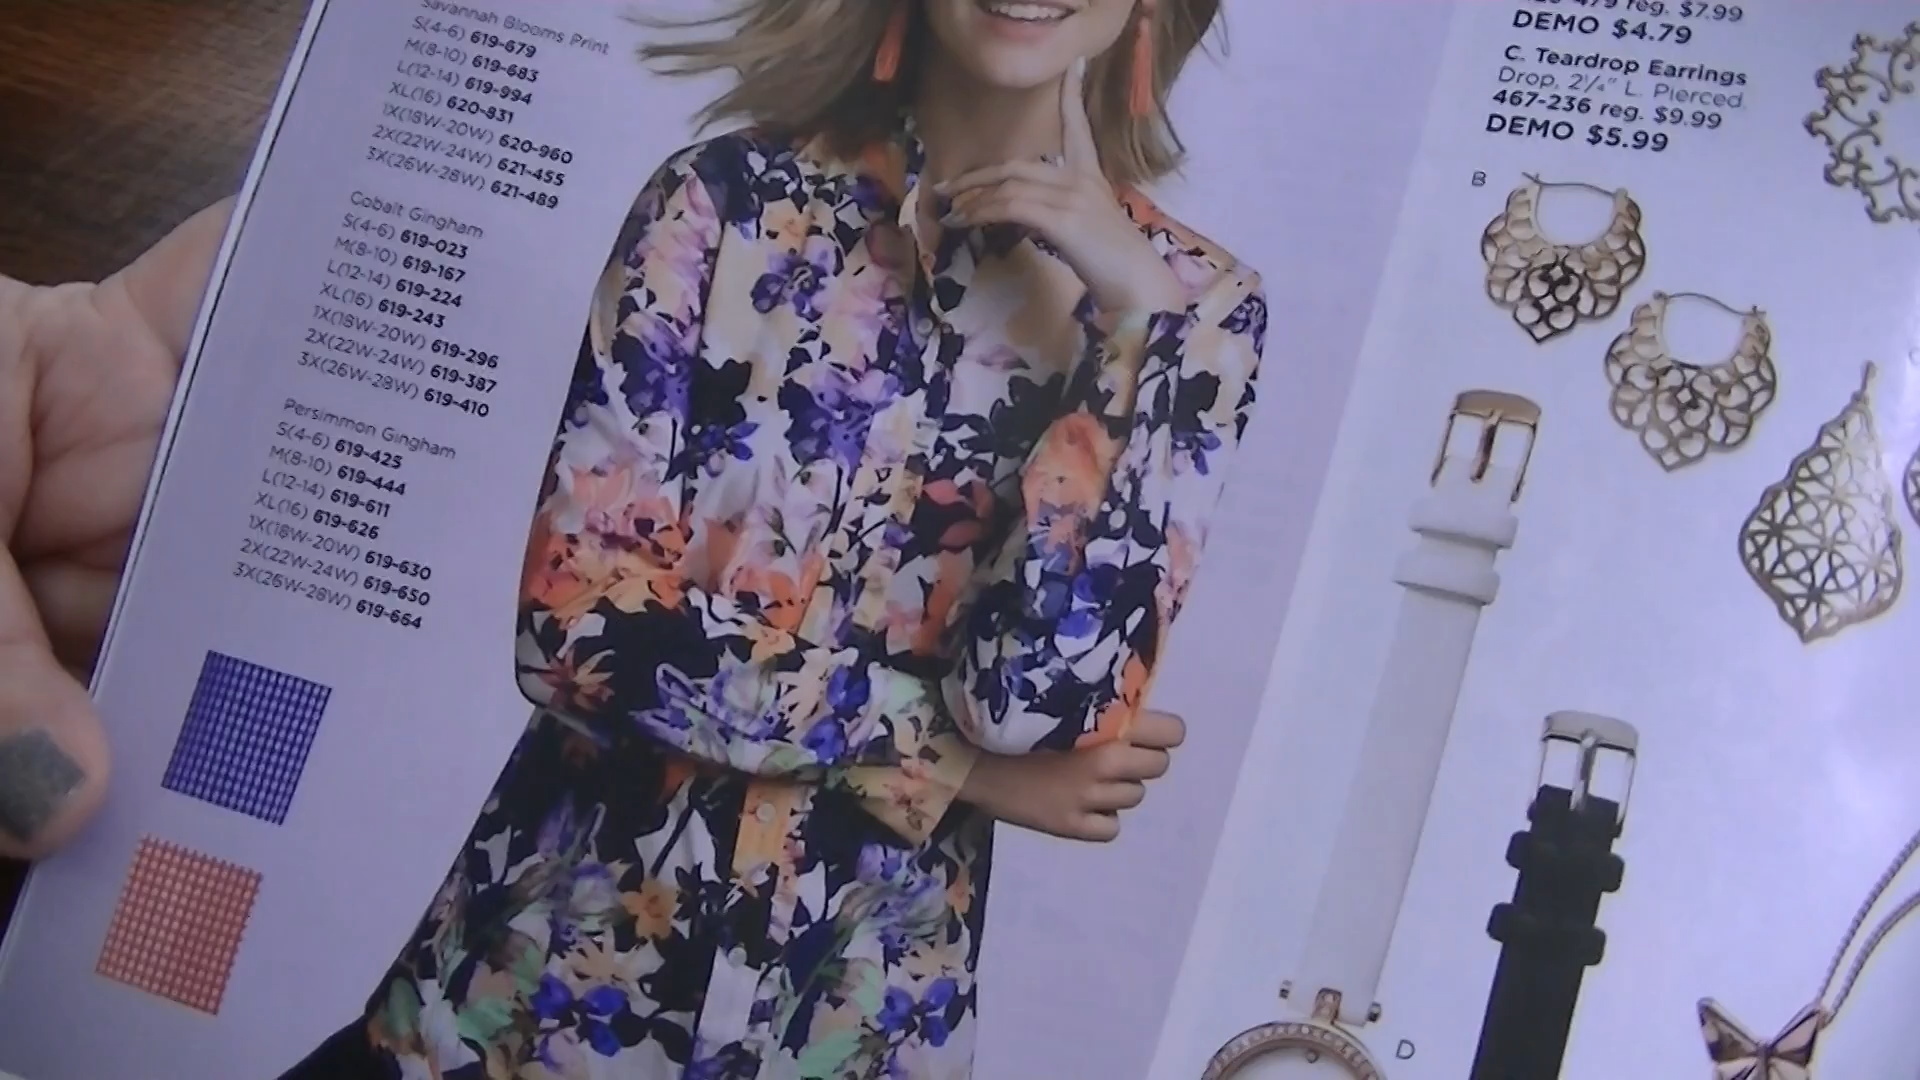 Savannah Blooms Print
S(4-6) 619-679
M(8-10) 619-683
L(12-14) 619-994
XL(16) 620-831
1X(18W-20W) 620-960
2X(22W-24W) 621-455
3X(26W-28W) 621-489
Cobalt Gingham
S(4-6) 619-023
M(8-10) 619-167
L(12-14) 619-224
XL(16) 619-243
1X(18W-20W) 619-296
2X(22W-24W) 619-387
3X(26W-28W) 619-410
Persimmon Gingham
S(4-6) 619-425
M(8-10) 619-444
L(12-14) 619-611
XL(16) 619-626
1X(18W-20W) 619-630
2X(22W-24W) 619-650
3X(26W-28W) 619-664
reg. $7.99
DEMO $4.79
C. Teardrop Earrings
Drop, 2¼" L. Pierced.
467-236 reg. $9.99
DEMO $5.99
B
D